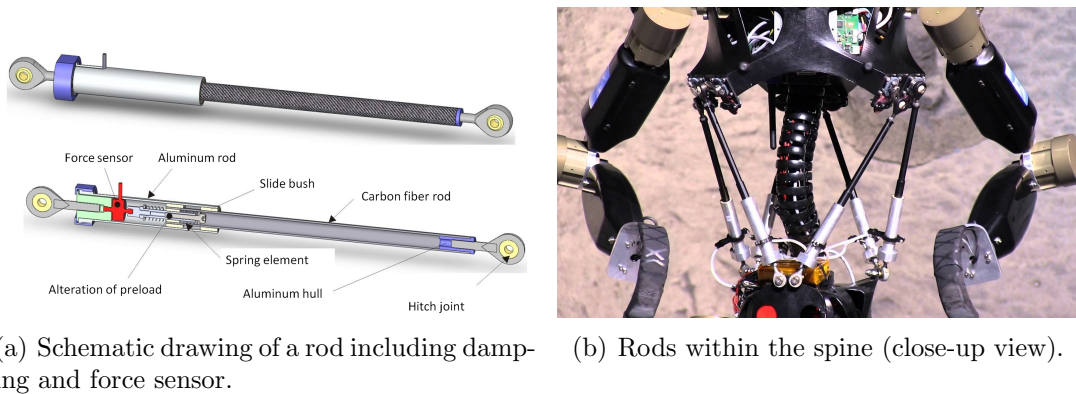 Force sensor
Aluminum rod
Slide bush
Carbon fiber rod
Spring element
Alteration of preload
Aluminum hull
Hitch joint
a) Schematic drawing of a rod including damp-
ng and force sensor.
(b) Rods within the spine (close-up view).